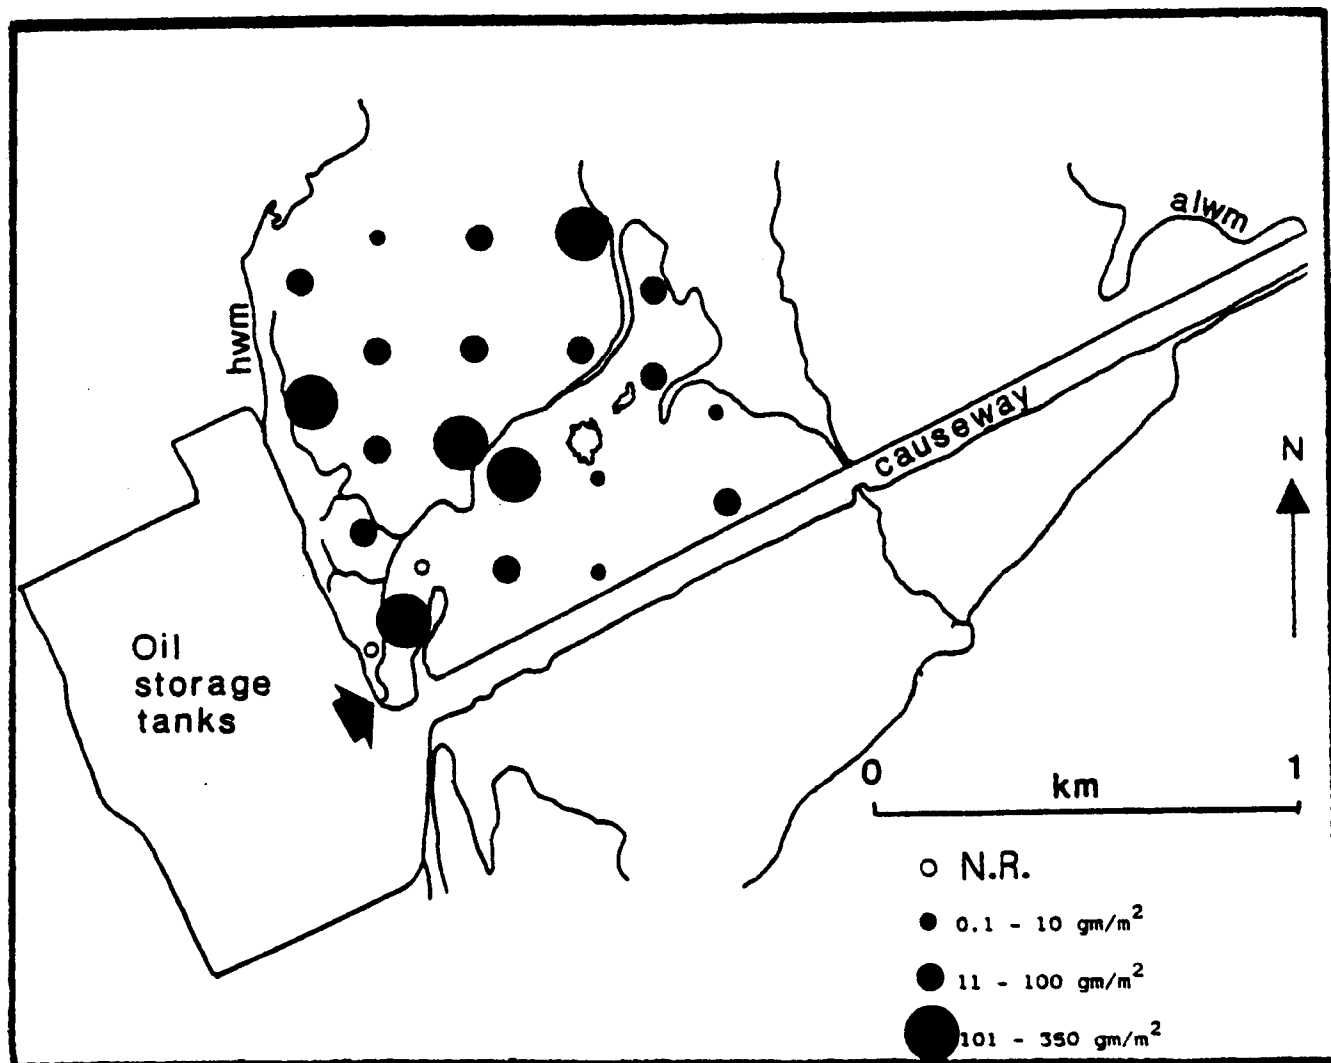 alwm
hwm
causeway
N
Oil
storage
tanks
0 1
km
N.R.
0.1 - 10 gm/m²
11 - 100 gm/m²
101 - 350 gm/m²